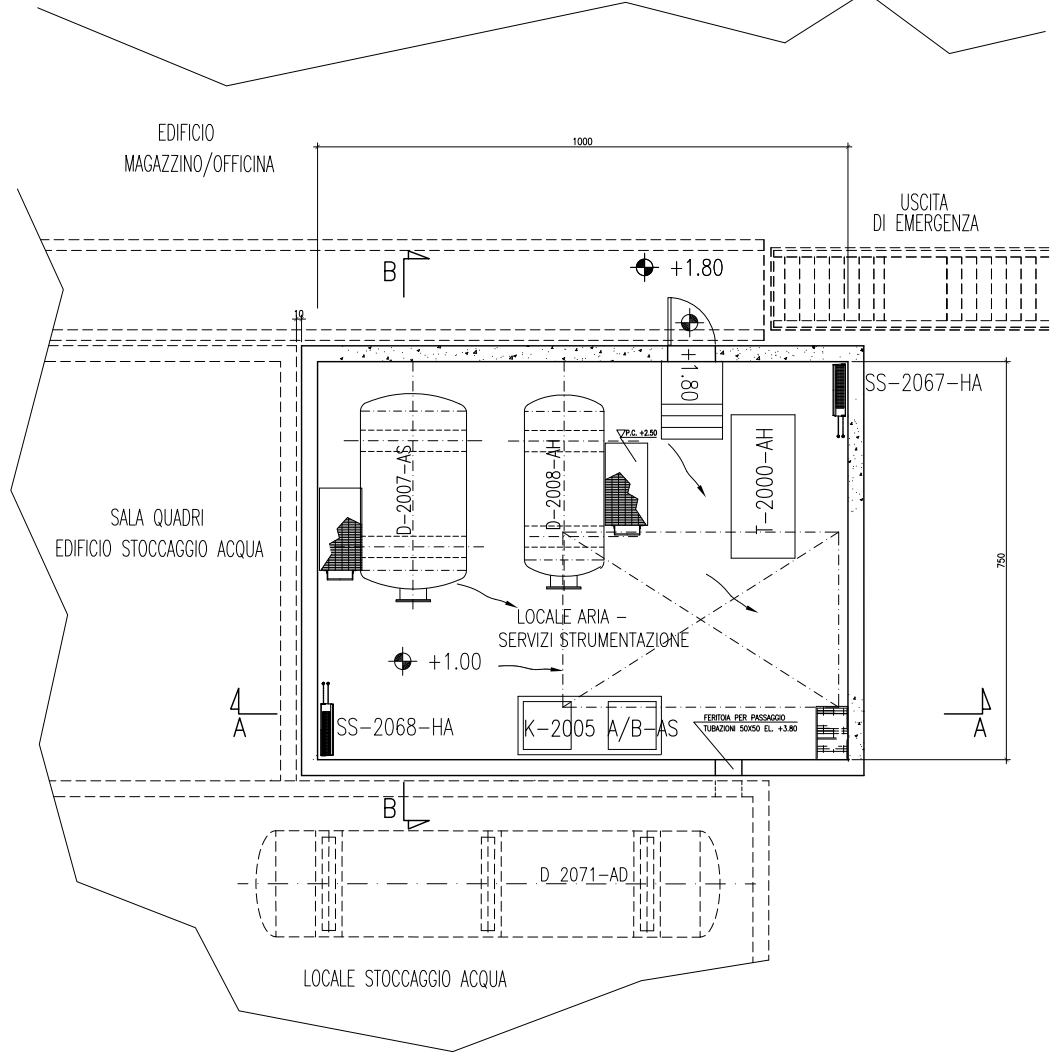 EDIFICIO
MAGAZZINO/OFFICINA
1000
USCITA
DI EMERGENZA
B
+1.80
10
+1.80
SS-2067-HA
P.C. +2.50
D-2007-AS
D-2008-AH
T-2000-AH
SALA QUADRI
EDIFICIO STOCCAGGIO ACQUA
750
LOCALE ARIA -
SERVIZI STRUMENTAZIONE
+1.00
A
SS-2068-HA
K-2005 A/B-AS
FERITOIA PER PASSAGGIO
TUBAZIONI 50X50 EL. +3.80
A
B
D 2071-AD
LOCALE STOCCAGGIO ACQUA